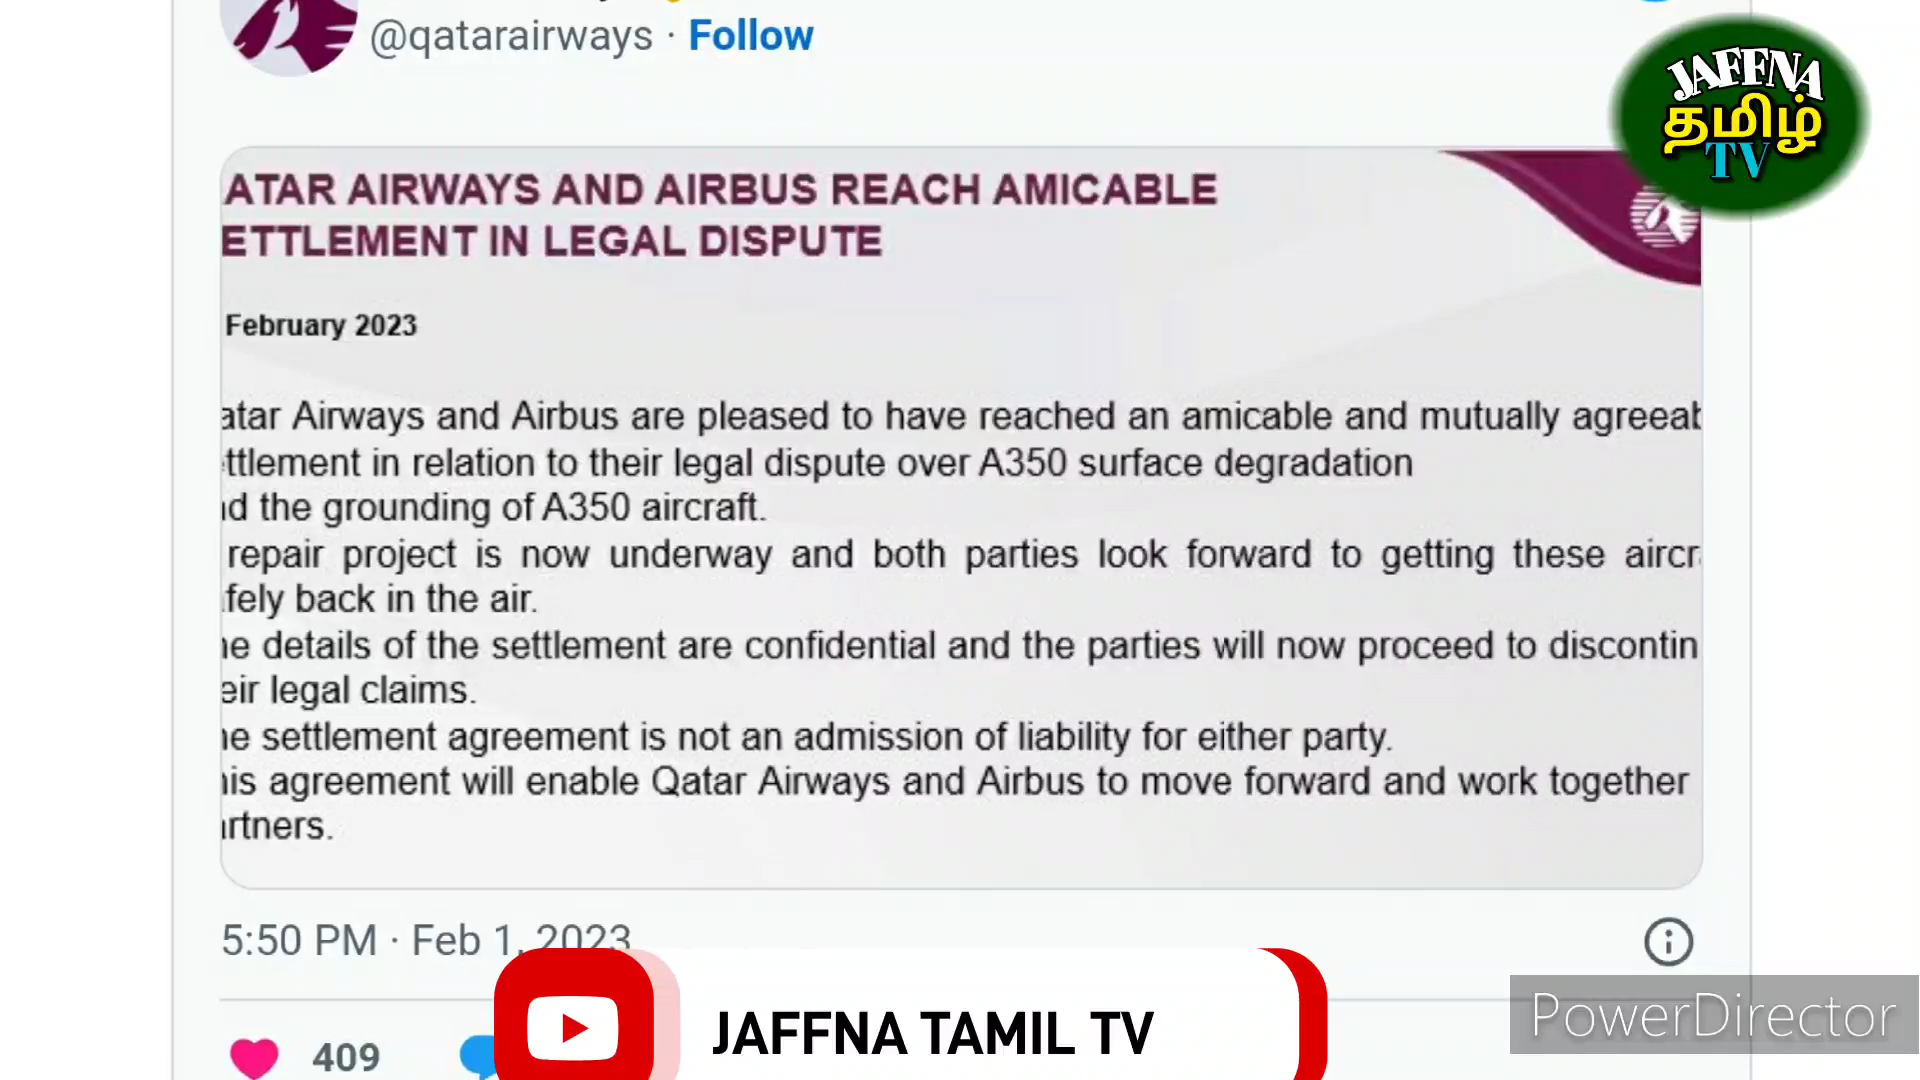 @qatarairways · Follow
JAFFNA
தமிழ்
TV
ATAR AIRWAYS AND AIRBUS REACH AMICABLE
ETTLEMENT IN LEGAL DISPUTE
February 2023
atar Airways and Airbus are pleased to have reached an amicable and mutually agreeab
ttlement in relation to their legal dispute over A350 surface degradation
nd the grounding of A350 aircraft.
repair project is now underway and both parties look forward to getting these aircr
fely back in the air.
he details of the settlement are confidential and the parties will now proceed to discontin
eir legal claims.
he settlement agreement is not an admission of liability for either party.
his agreement will enable Qatar Airways and Airbus to move forward and work together
artners.
5:50 PM · Feb 1, 2023
409
JAFFNA TAMIL TV
PowerDirector